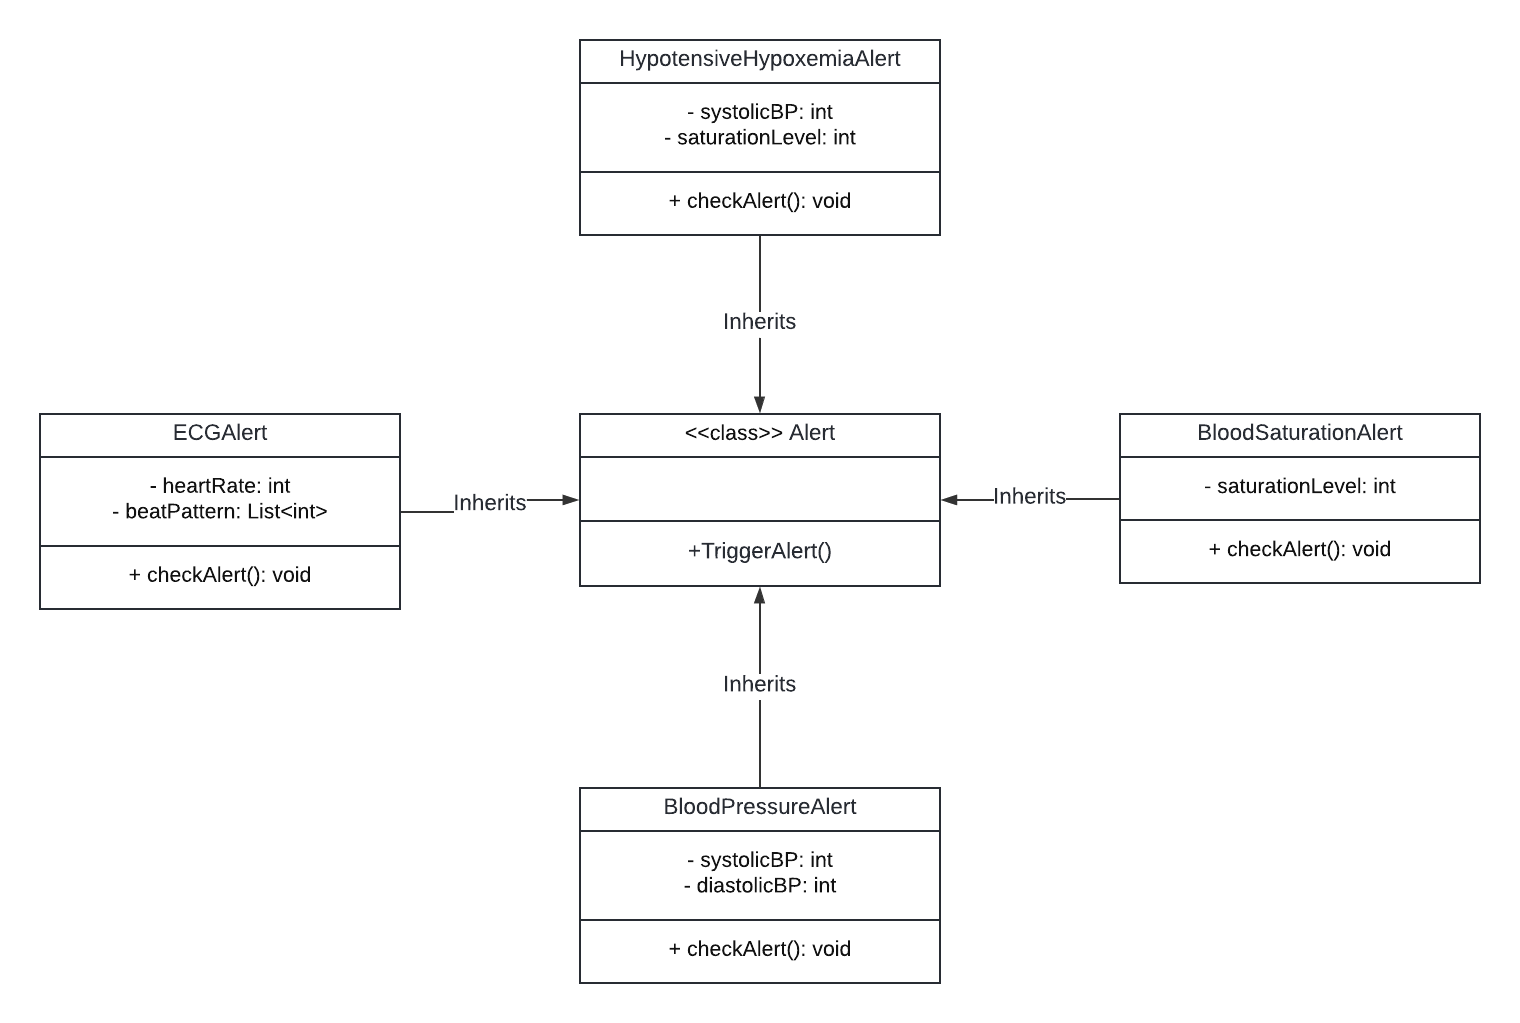 HypotensiveHypoxemiaAlert
- systolicBP: int
- saturationLevel: int
+ checkAlert(): void
Inherits
ECGAlert
- heartRate: int
- beatPattern: List<int>
+ checkAlert(): void
Inherits
<<class>> Alert
+TriggerAlert()
Inherits
BloodSaturationAlert
- saturationLevel: int
+ checkAlert(): void
Inherits
BloodPressureAlert
- systolicBP: int
- diastolicBP: int
+ checkAlert(): void